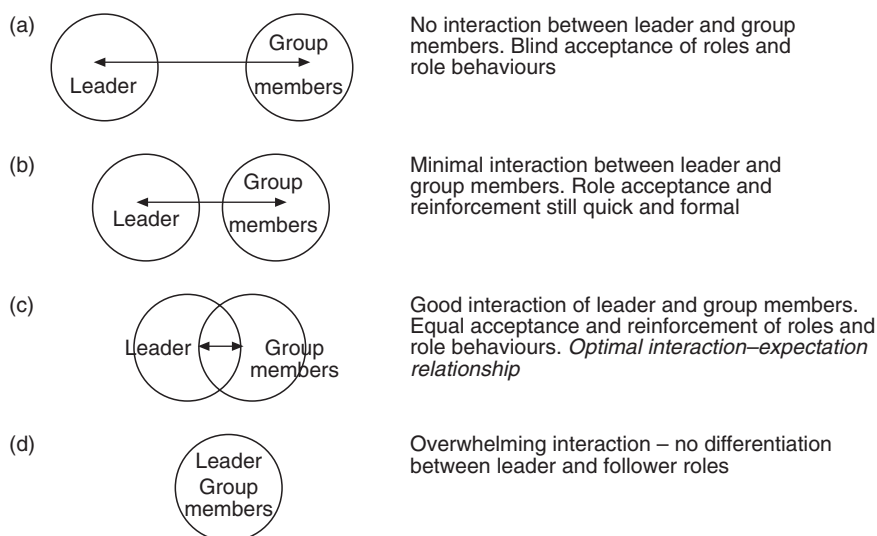 (a)
Leader
Group
members
No interaction between leader and group
members. Blind acceptance of roles and
role behaviours
(b)
Leader
Group
members
Minimal interaction between leader and
group members. Role acceptance and
reinforcement still quick and formal
(c)
Leader
Group
members
Good interaction of leader and group members.
Equal acceptance and reinforcement of roles and
role behaviours. Optimal interaction–expectation
relationship
(d)
Leader
Group
members
Overwhelming interaction – no differentiation
between leader and follower roles